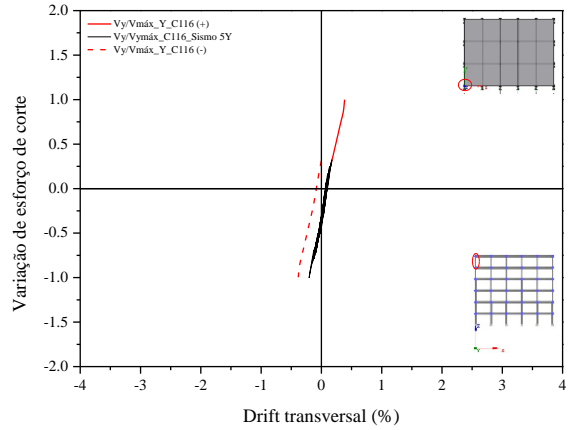 Vy/Vmáx_Y_C116 (+)
Vy/Vymáx_C116_Sismo 5Y
Vy/Vmáx_Y_C116 (-)
2.0
1.5
1.0
0.5
0.0
-0.5
-1.0
-1.5
-2.0
Variação de esforço de corte
-4 -3 -2 -1 0 1 2 3 4
Drift transversal (%)